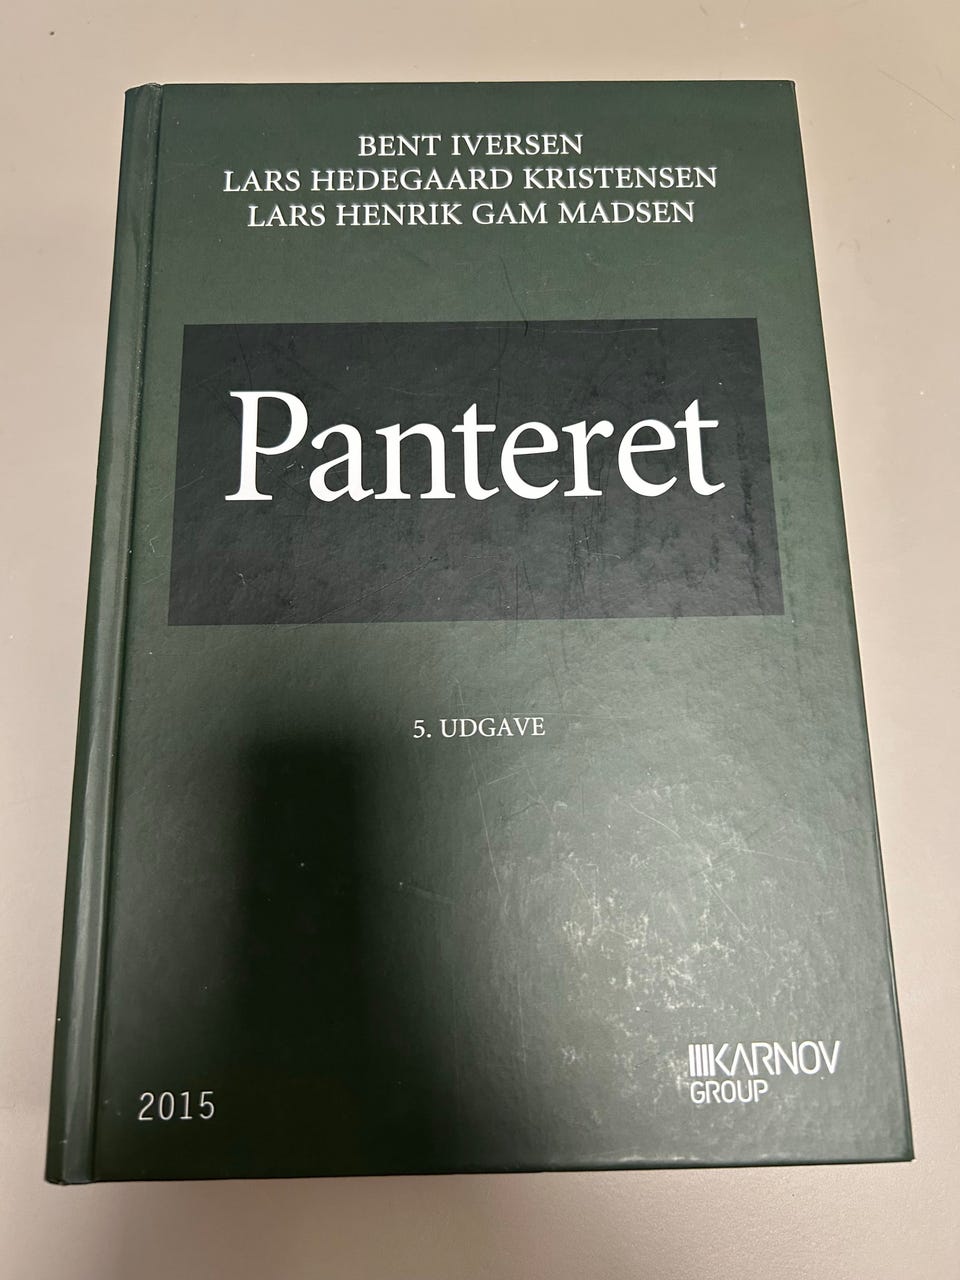 BENT IVERSEN
LARS HEDEGAARD KRISTENSEN
LARS HENRIK GAM MADSEN
Panteret
5. UDGAVE
2015
KARNOV
GROUP